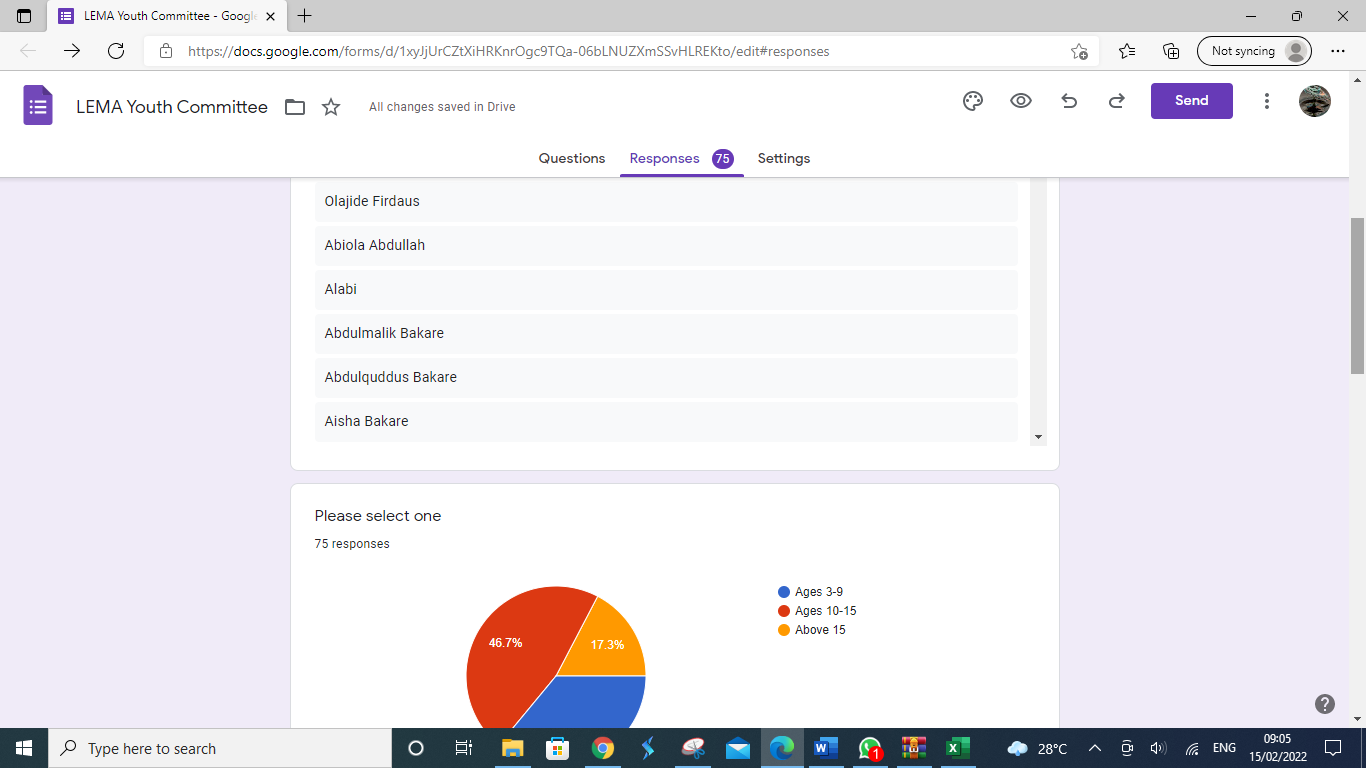 LEMA Youth Committee - Google
https://docs.google.com/forms/d/1xyJjUrCZtXiHRKnrOgc9TQa-06bLNUZXmSSvHLREKto/edit#responses
Not syncing
LEMA Youth Committee
All changes saved in Drive
Send
Questions
Responses 75
Settings
Olajide Firdaus
Abiola Abdullah
Alabi
Abdulmalik Bakare
Abdulquddus Bakare
Aisha Bakare
Please select one
75 responses
Ages 3-9
Ages 10-15
Above 15
46.7%
17.3%
Type here to search
1
28°C
ENG
09:05
15/02/2022